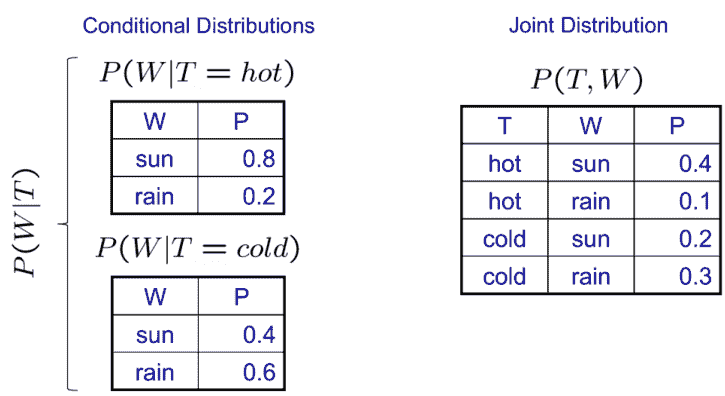 Conditional Distributions
P(W|T = hot)
W P
sun 0.8
rain 0.2
P(W|T)
P(W|T = cold)
W P
sun 0.4
rain 0.6
Joint Distribution
P(T, W)
T W P
hot sun 0.4
hot rain 0.1
cold sun 0.2
cold rain 0.3